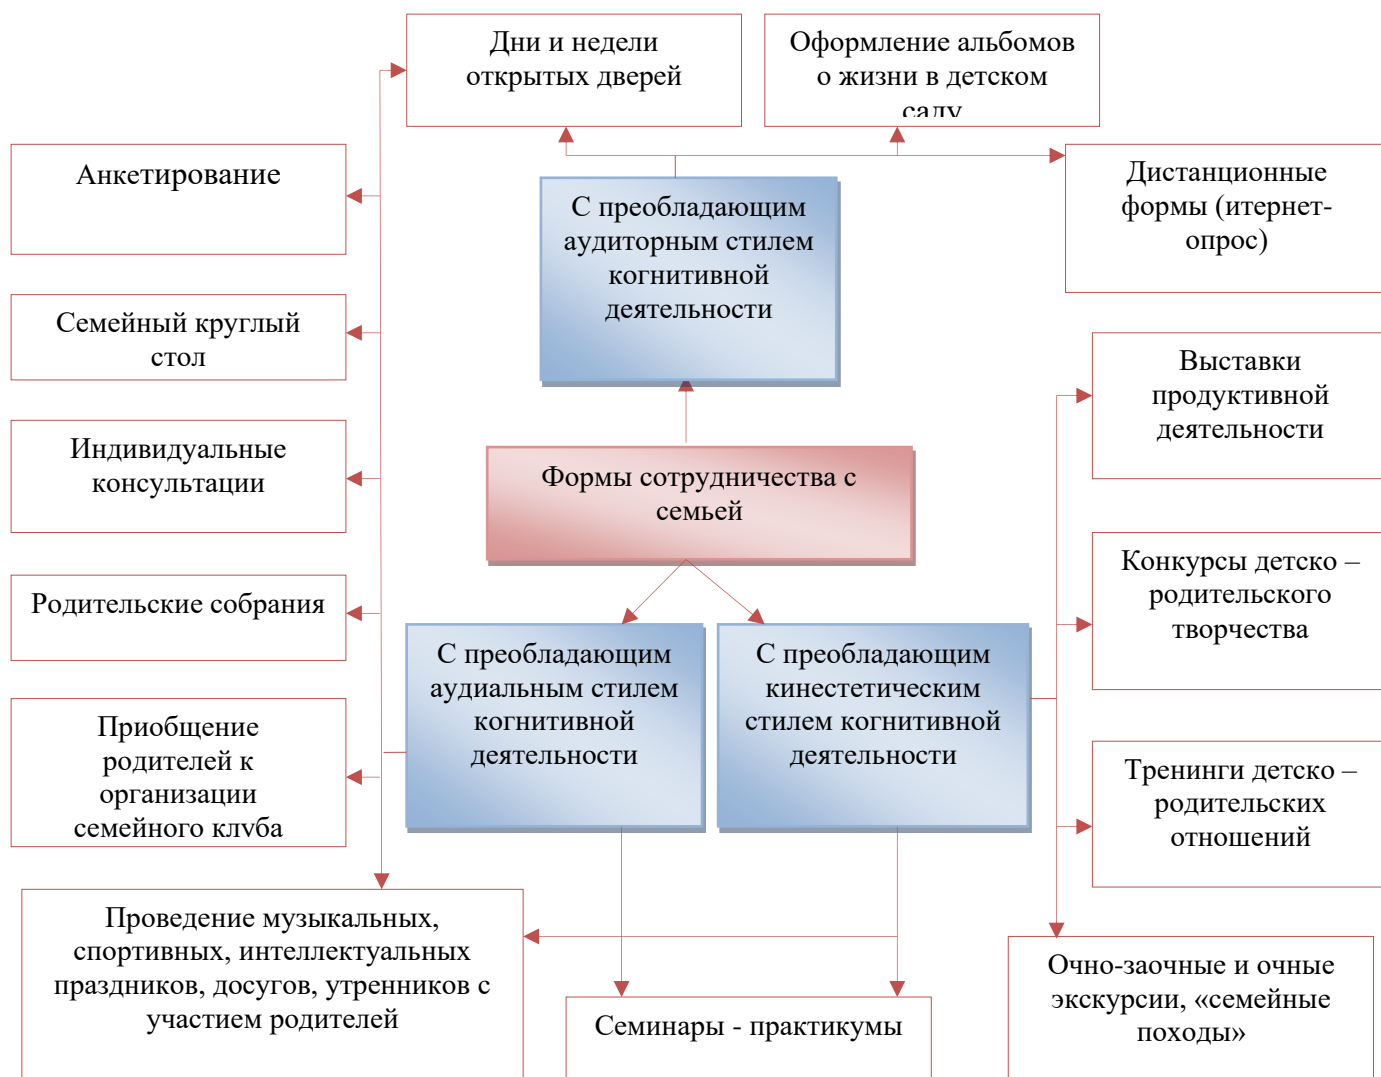 Дни и недели
открытых дверей
Оформление альбомов
о жизни в детском
саду
Анкетирование
Дистанционные
формы (итернет-
опрос)
С преобладающим
аудиторным стилем
когнитивной
деятельности
Семейный круглый
стол
Выставки
продуктивной
деятельности
Индивидуальные
консультации
Формы сотрудничества с
семьей
Конкурсы детско –
родительского
творчества
Родительские собрания
С преобладающим
аудиальным стилем
когнитивной
деятельности
С преобладающим
кинестетическим
стилем когнитивной
деятельности
Приобщение
родителей к
организации
семейного клуба
Тренинги детско –
родительских
отношений
Проведение музыкальных,
спортивных, интеллектуальных
праздников, досугов, утренников с
участием родителей
Семинары - практикумы
Очно-заочные и очные
экскурсии, «семейные
походы»